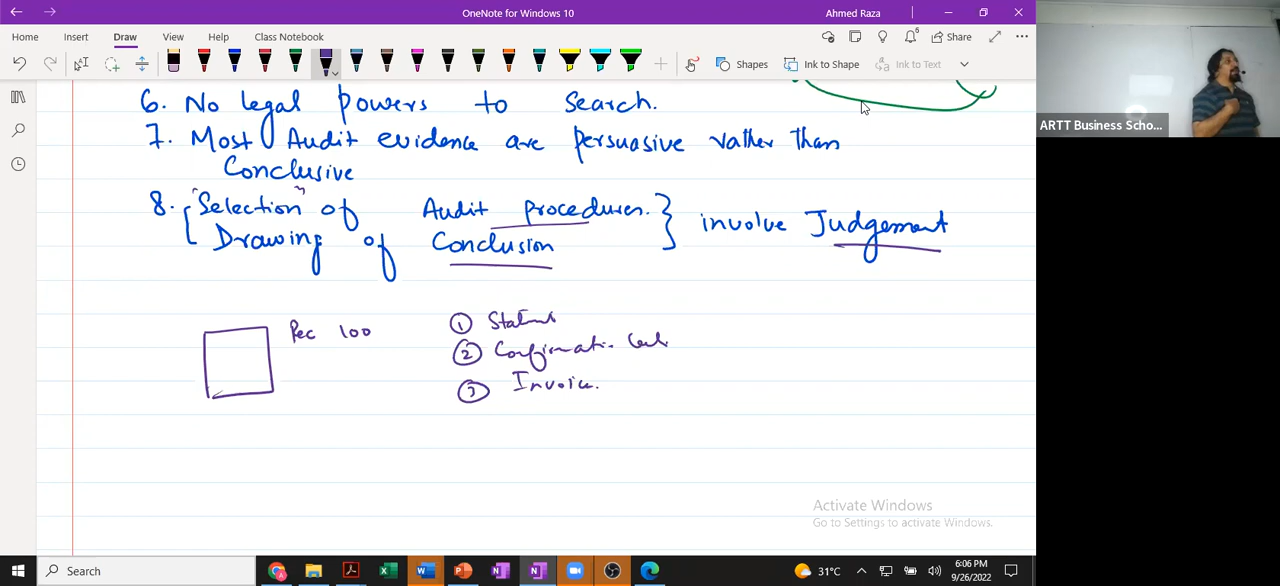 OneNote for Windows 10
Ahmed Raza
Home Insert Draw View Help Class Notebook
Share
Shapes
Ink to Shape
Ink to Text
6. No legal powers to search.
7. Most Audit evidence are persuasive rather than
Conclusive
8. "Selection" of Audit procedures.
Drawing of Conclusion
involve Judgement
Rec 100
① 
② 
③ Invoice.
ARTT Business Scho...
Activate Windows
Go to Settings to activate Windows.
Search
31°C
6:06 PM
9/26/2022